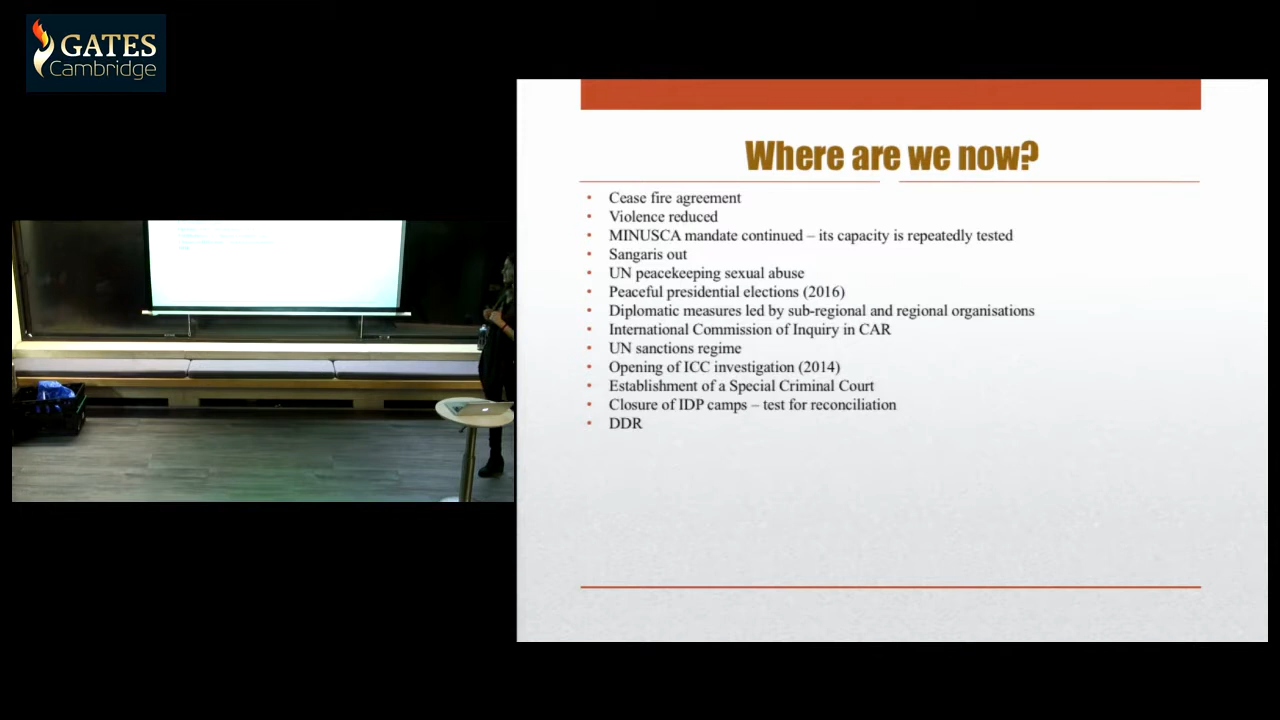 GATES
Cambridge
Where are we now?
• Cease fire agreement
• Violence reduced
• MINUSCA mandate continued – its capacity is repeatedly tested
• Sangaris out
• UN peacekeeping sexual abuse
• Peaceful presidential elections (2016)
• Diplomatic measures led by sub-regional and regional organisations
• International Commission of Inquiry in CAR
• UN sanctions regime
• Opening of ICC investigation (2014)
• Establishment of a Special Criminal Court
• Closure of IDP camps – test for reconciliation
• DDR